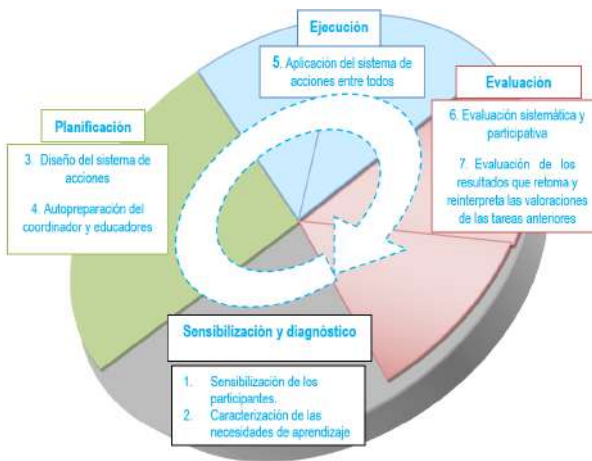 Ejecución
5. Aplicación del sistema de
acciones entre todos
Evaluación
6. Evaluación sistemática y
participativa
7. Evaluación de los
resultados que retoma y
reinterpreta las valoraciones
de las tareas anteriores
Planificación
3. Diseño del sistema de
acciones
4. Autopreparación del
coordinador y educadores
Sensibilización y diagnóstico
1. Sensibilización de los
participantes.
2. Caracterización de las
necesidades de aprendizaje